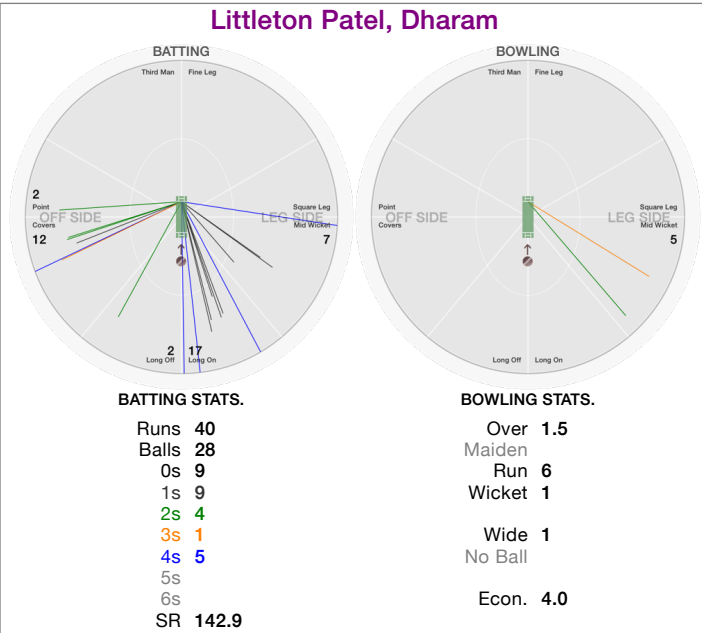 Littleton Patel, Dharam
BATTING
Third Man Fine Leg
2
Point
OFF SIDE
Covers
12
Square Leg
LEG SIDE
Mid Wicket
7
2 17
Long Off Long On
BATTING STATS.
Runs 40
Balls 28
0s 9
1s 9
2s 4
3s 1
4s 5
5s
6s
SR 142.9
BOWLING
Third Man Fine Leg
Point
OFF SIDE
Covers
Square Leg
LEG SIDE
Mid Wicket
5
Long Off Long On
BOWLING STATS.
Over 1.5
Maiden
Run 6
Wicket 1
Wide 1
No Ball
Econ. 4.0